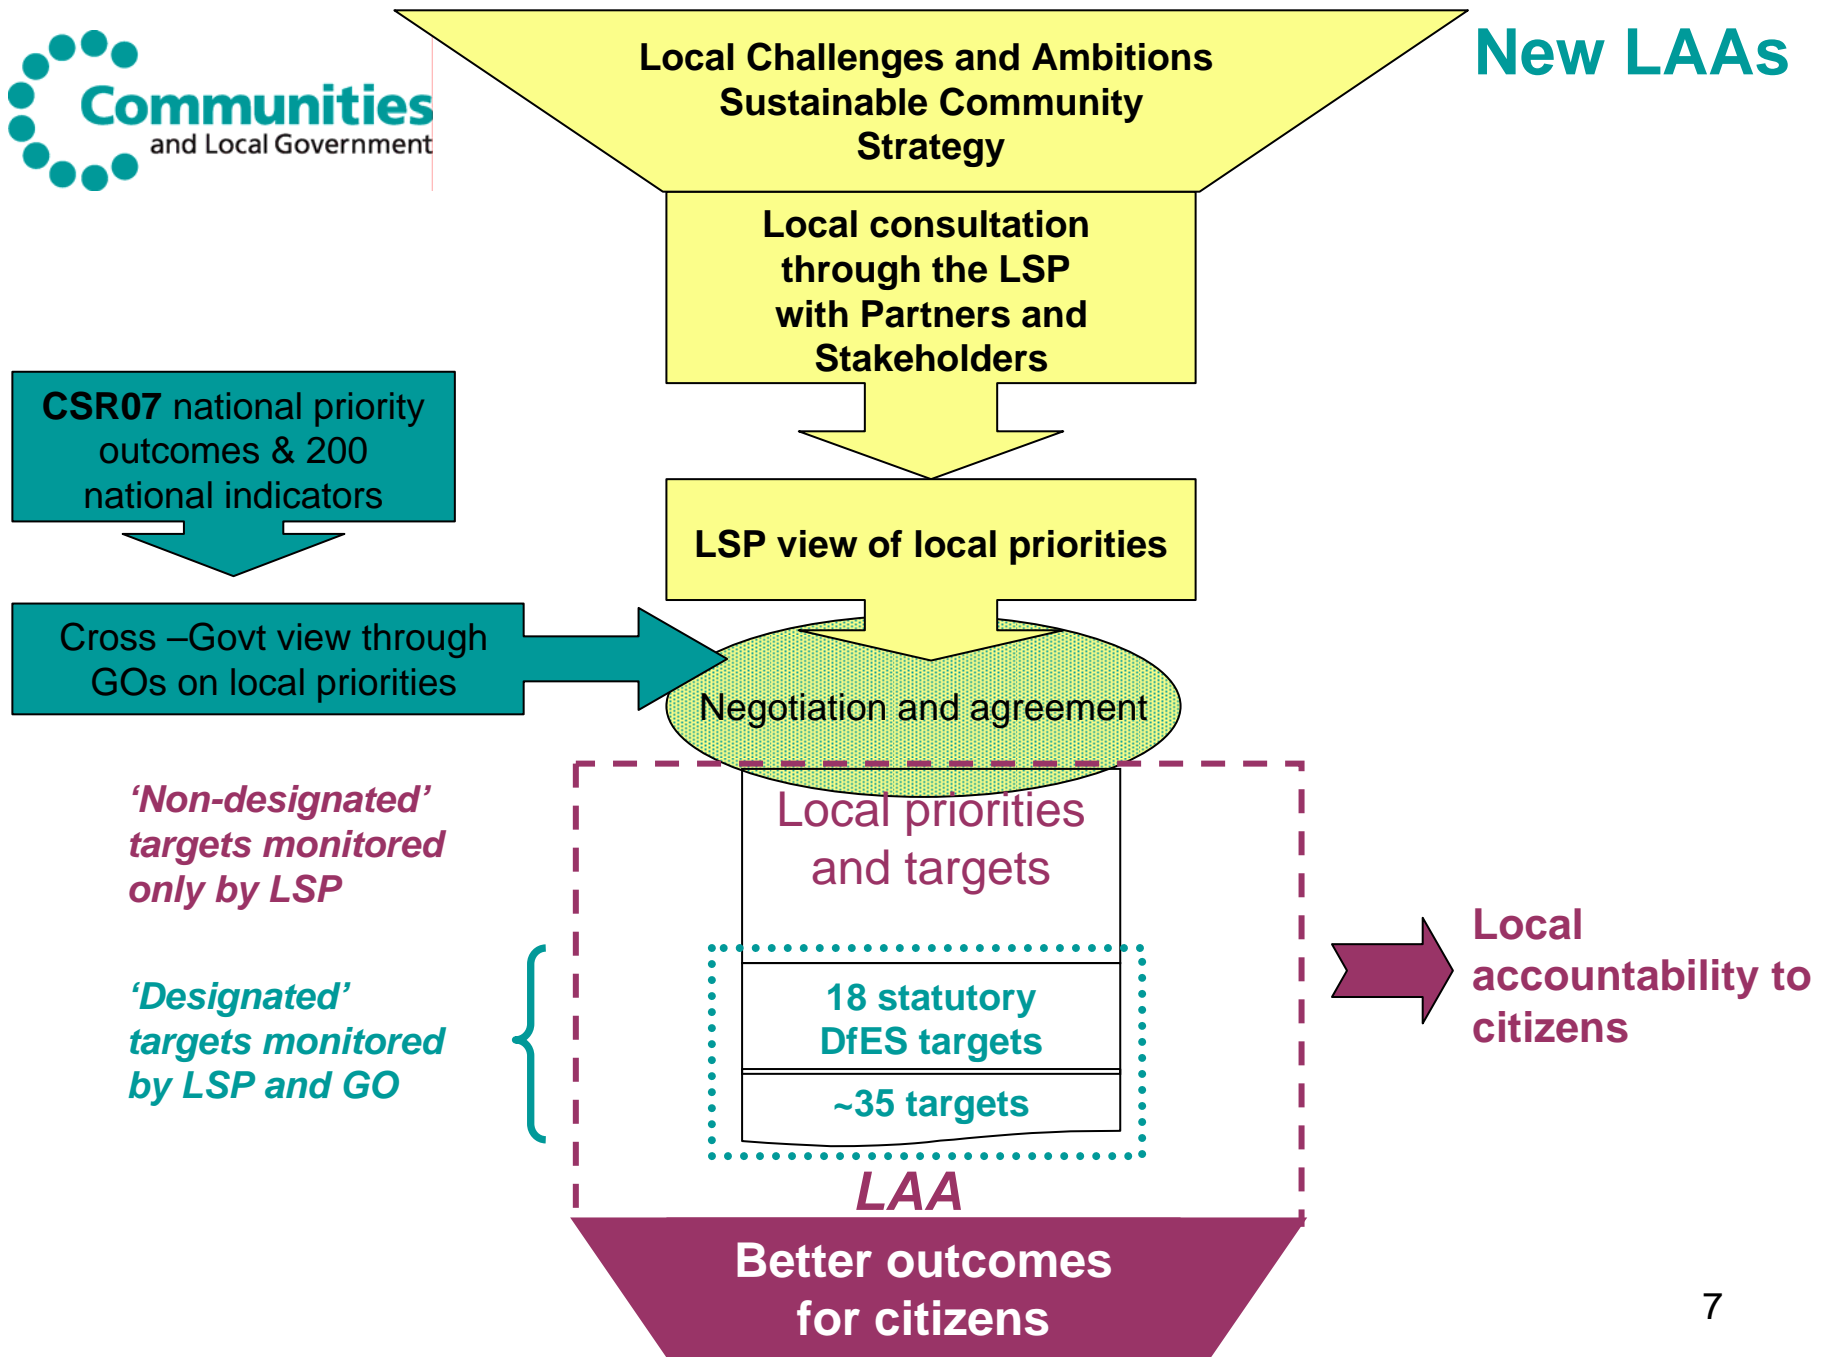 Communities
and Local Government
New LAAs
Local Challenges and Ambitions
Sustainable Community
Strategy
Local consultation
through the LSP
with Partners and
Stakeholders
CSR07 national priority
outcomes & 200
national indicators
LSP view of local priorities
Cross –Govt view through
GOs on local priorities
Negotiation and agreement
‘Non-designated’
targets monitored
only by LSP
Local priorities
and targets
‘Designated’
targets monitored
by LSP and GO
18 statutory
DfES targets
~35 targets
LAA
Local
accountability to
citizens
Better outcomes
for citizens
7